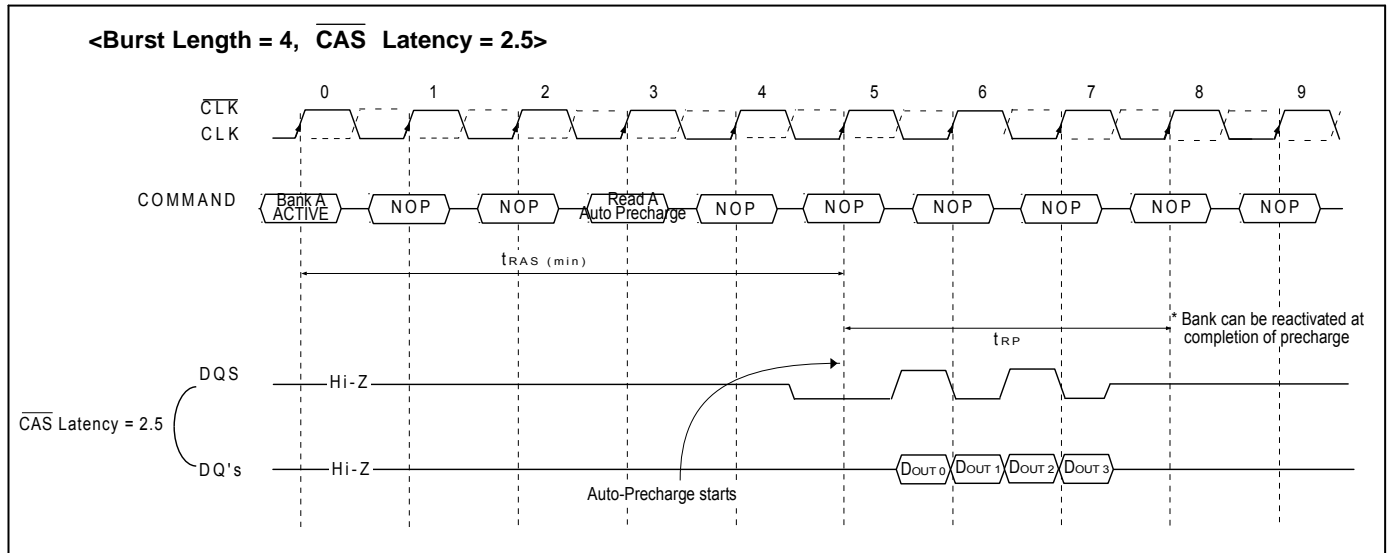 <Burst Length = 4, CAS Latency = 2.5>
0 1 2 3 4 5 6 7 8 9
CLK
CLK
COMMAND
Bank A
ACTIVE
NOP
NOP
Read A
Auto Precharge
NOP
NOP
NOP
NOP
NOP
NOP
tRAS (min)
tRP
* Bank can be reactivated at
completion of precharge
DQS
Hi-Z
CAS Latency = 2.5
DQ's
Hi-Z
DOUT 0
DOUT 1
DOUT 2
DOUT 3
Auto-Precharge starts